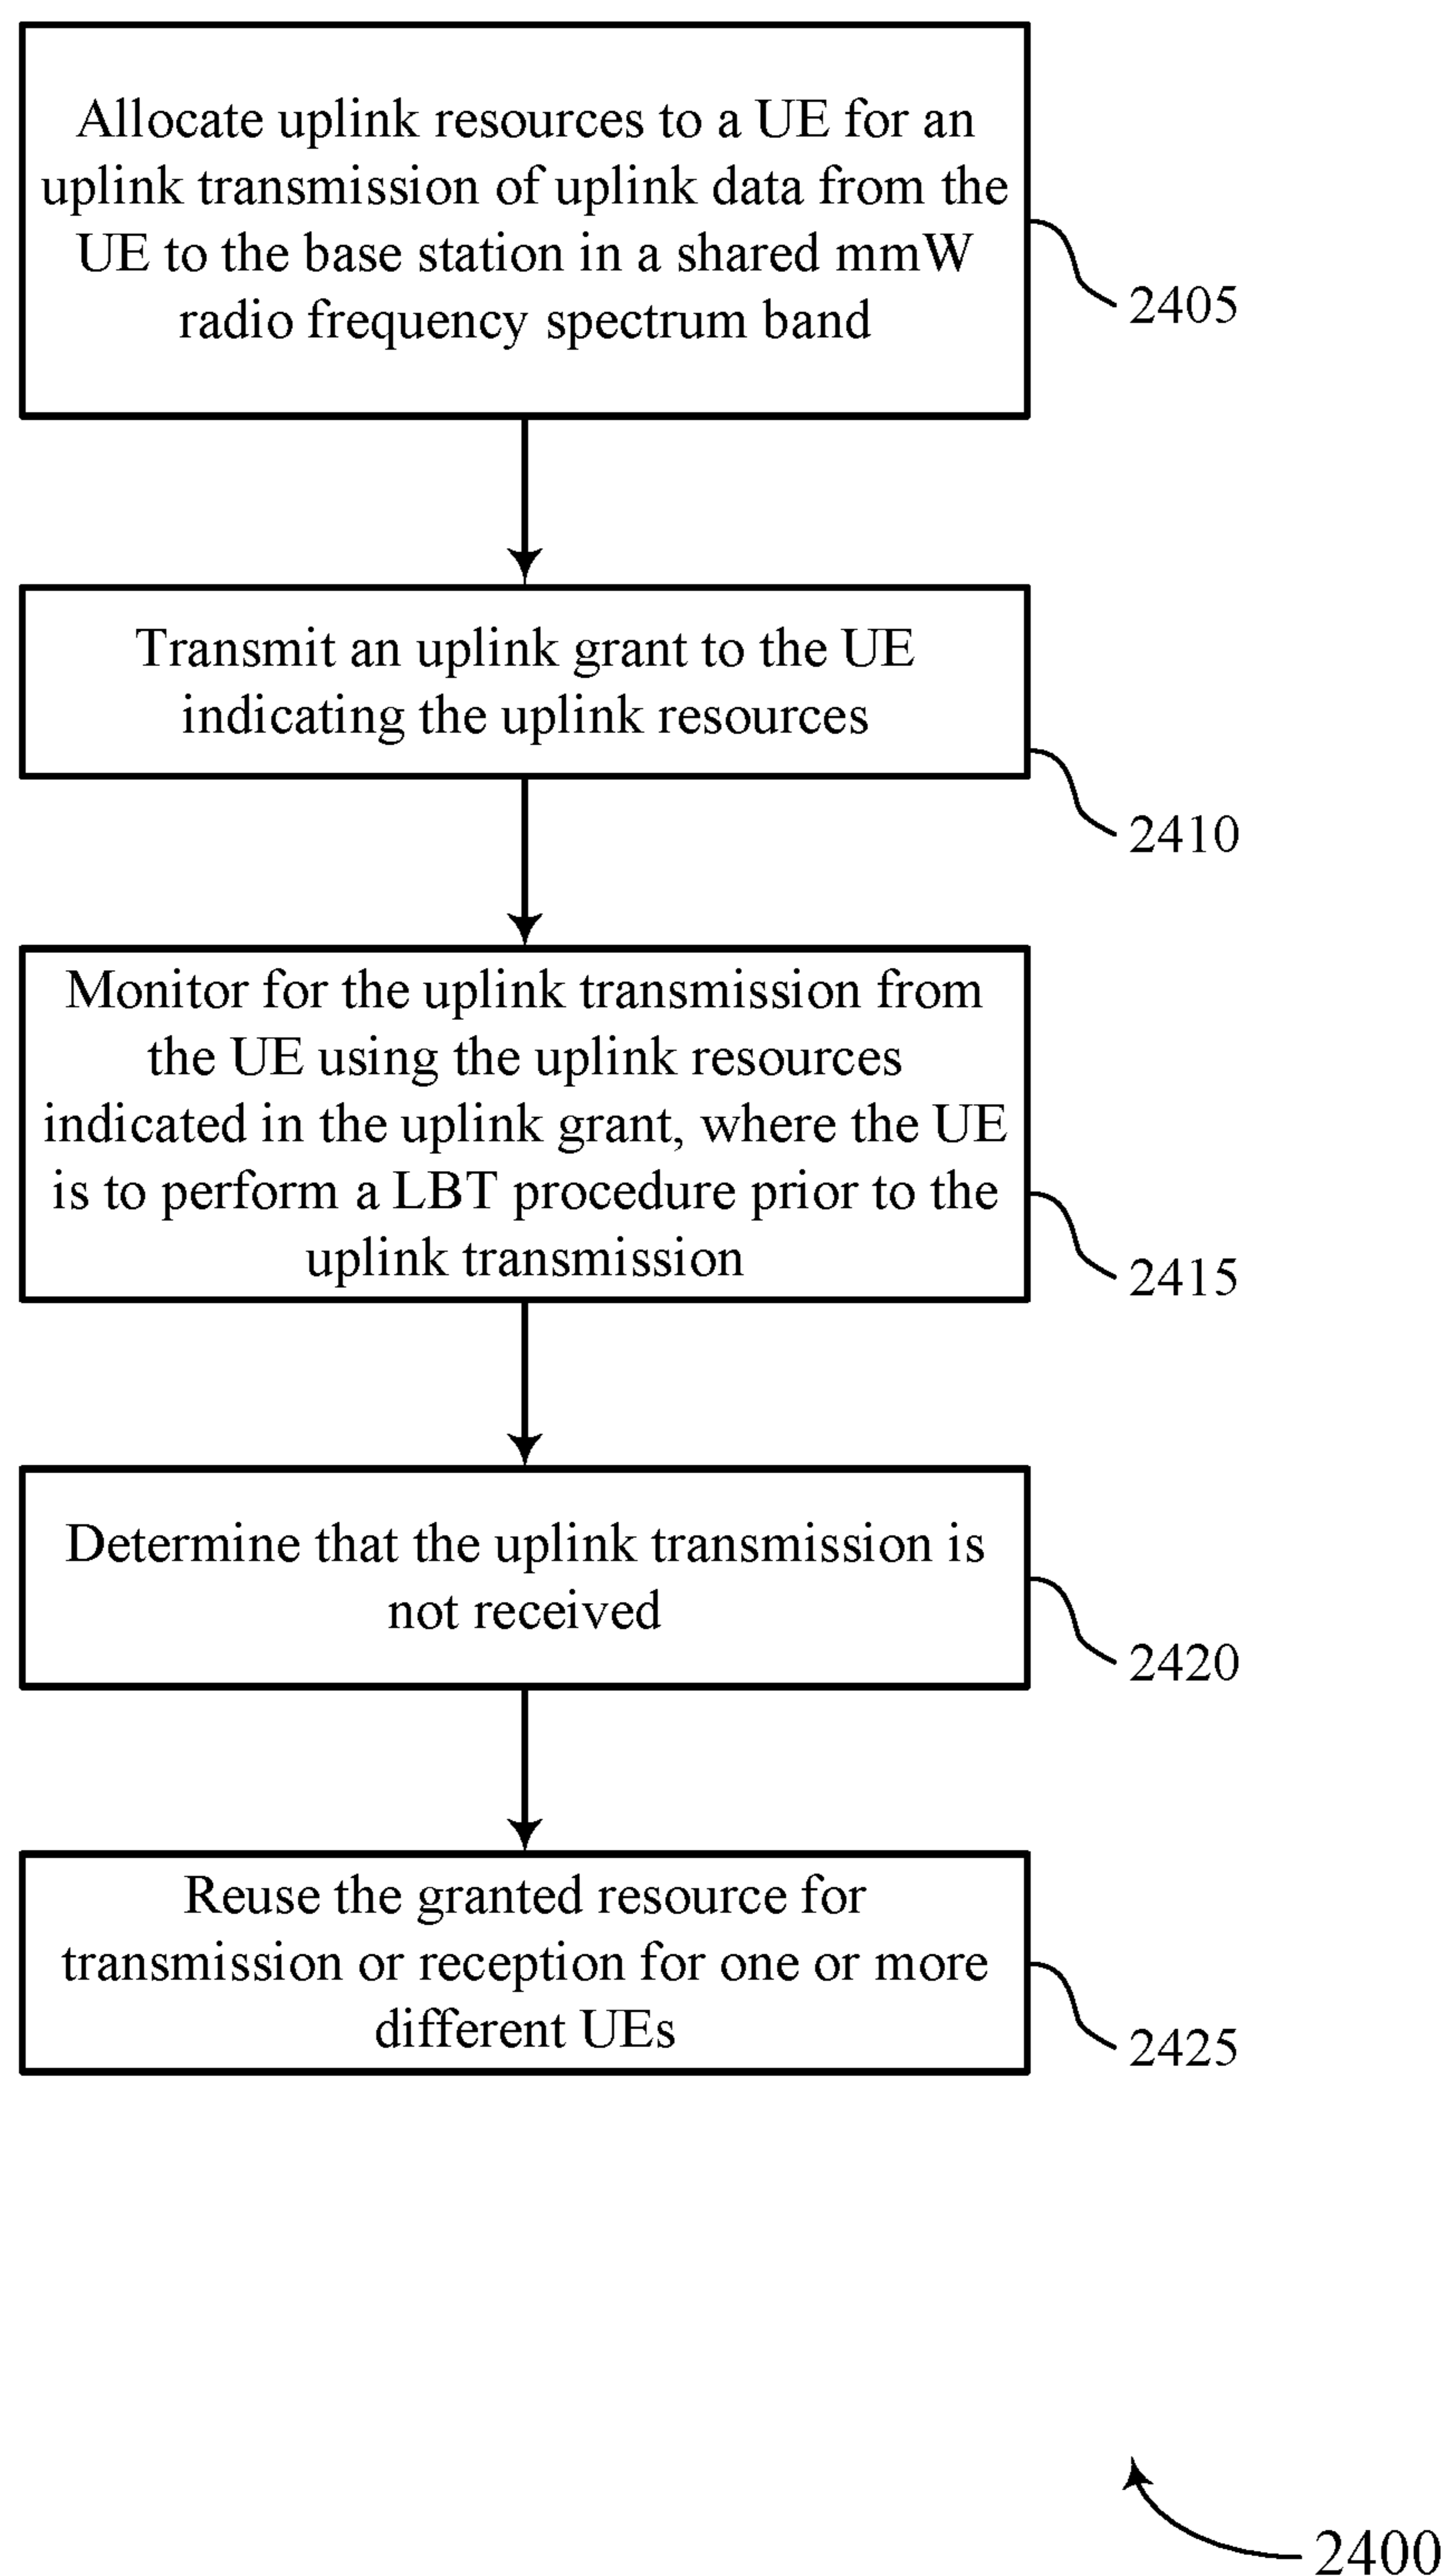 Allocate uplink resources to a UE for an
uplink transmission of uplink data from the
UE to the base station in a shared mmW
radio frequency spectrum band
2405
Transmit an uplink grant to the UE
indicating the uplink resources
2410
Monitor for the uplink transmission from
the UE using the uplink resources
indicated in the uplink grant, where the UE
is to perform a LBT procedure prior to the
uplink transmission
2415
Determine that the uplink transmission is
not received
2420
Reuse the granted resource for
transmission or reception for one or more
different UEs
2425
2400